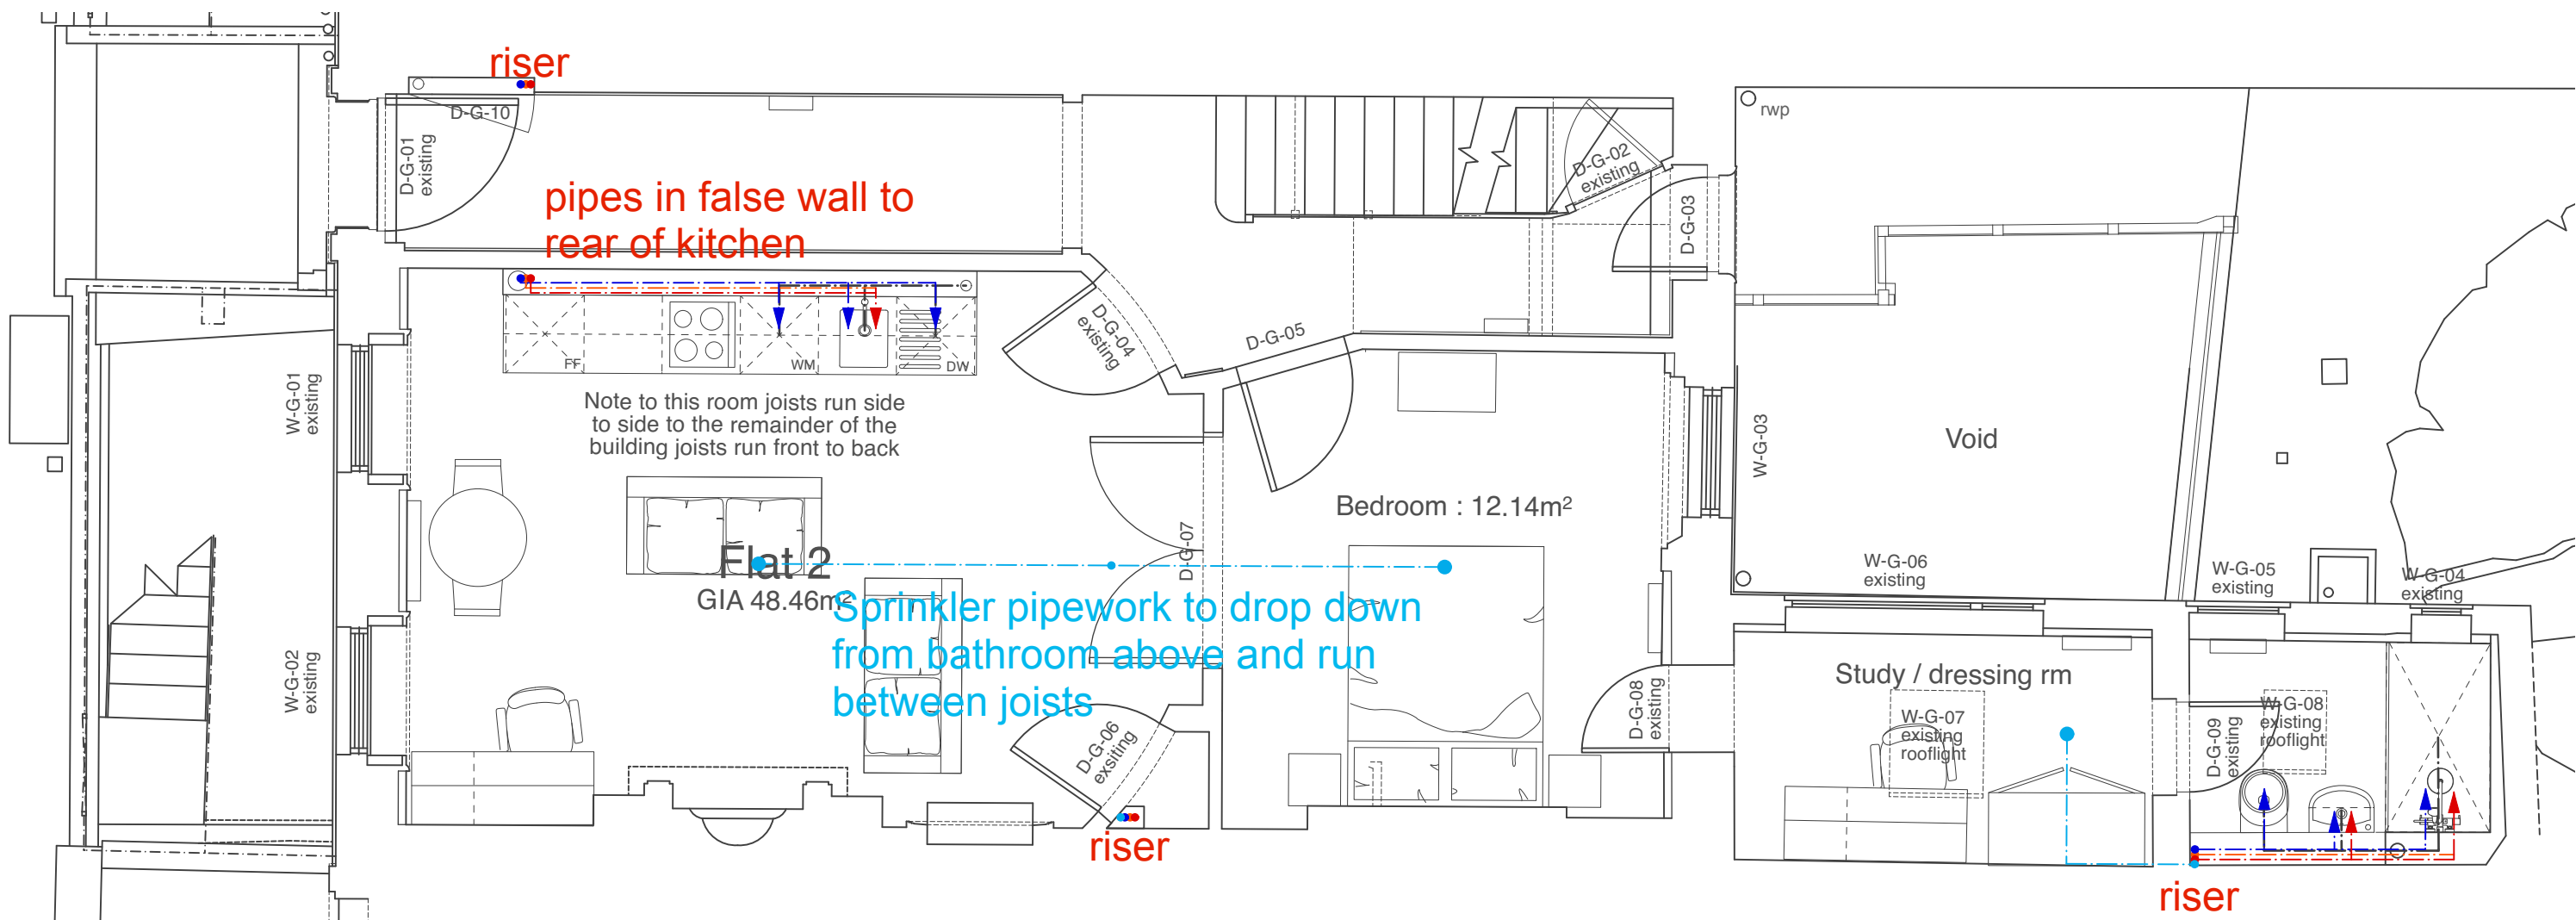 riser
D-G-10
D-G-01
existing
pipes in false wall to
rear of kitchen
D-G-02
existing
D-G-03
rwp
FF
WM
DW
D-G-04
existing
D-G-05
W-G-01
existing
Note to this room joists run side
to side to the remainder of the
building joists run front to back
W-G-03
Void
Bedroom : 12.14m²
Flat 2
GIA 48.46m²
D-G-07
W-G-06
existing
W-G-05
existing
W-G-04
existing
Sprinkler pipework to drop down
from bathroom above and run
between joists
W-G-02
existing
D-G-06
exsiting
D-G-08
existing
Study / dressing rm
W-G-07
existing
rooflight
D-G-09
existing
W-G-08
existing
rooflight
riser
riser